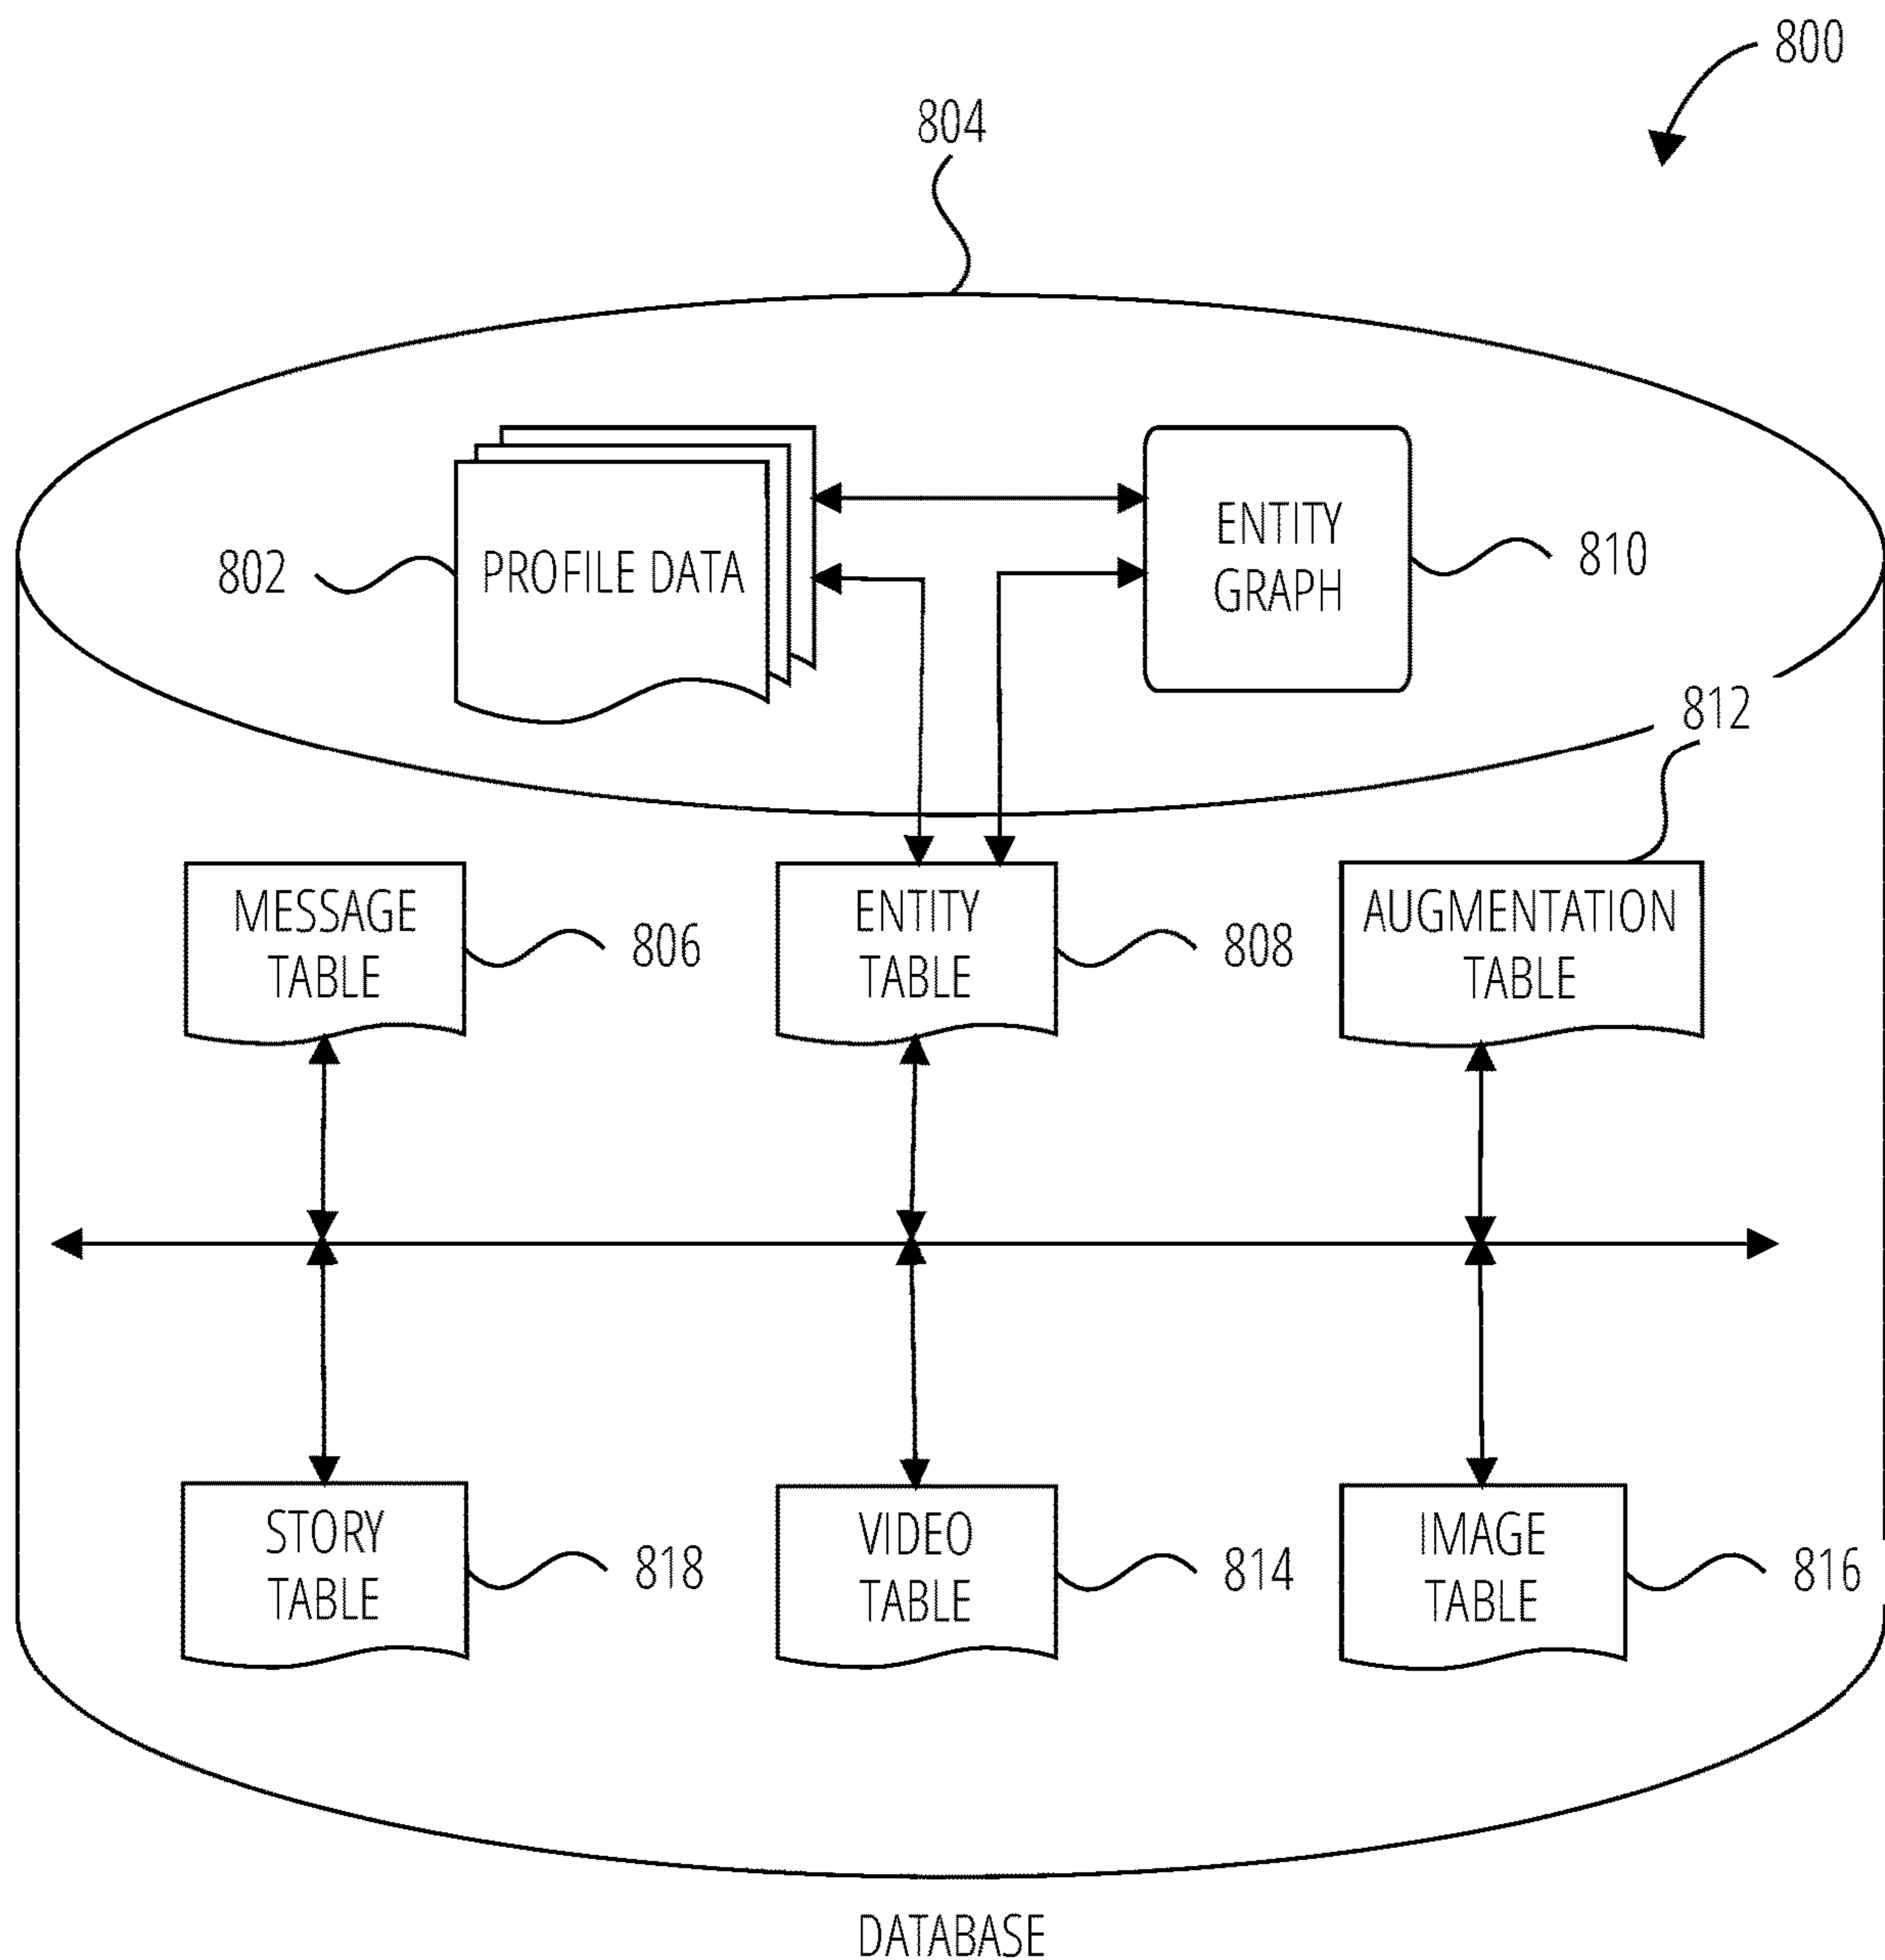 800
804
PROFILE DATA
802
ENTITY
GRAPH
810
812
MESSAGE
TABLE
806
ENTITY
TABLE
808
AUGMENTATION
TABLE
STORY
TABLE
818
VIDEO
TABLE
814
IMAGE
TABLE
816
DATABASE